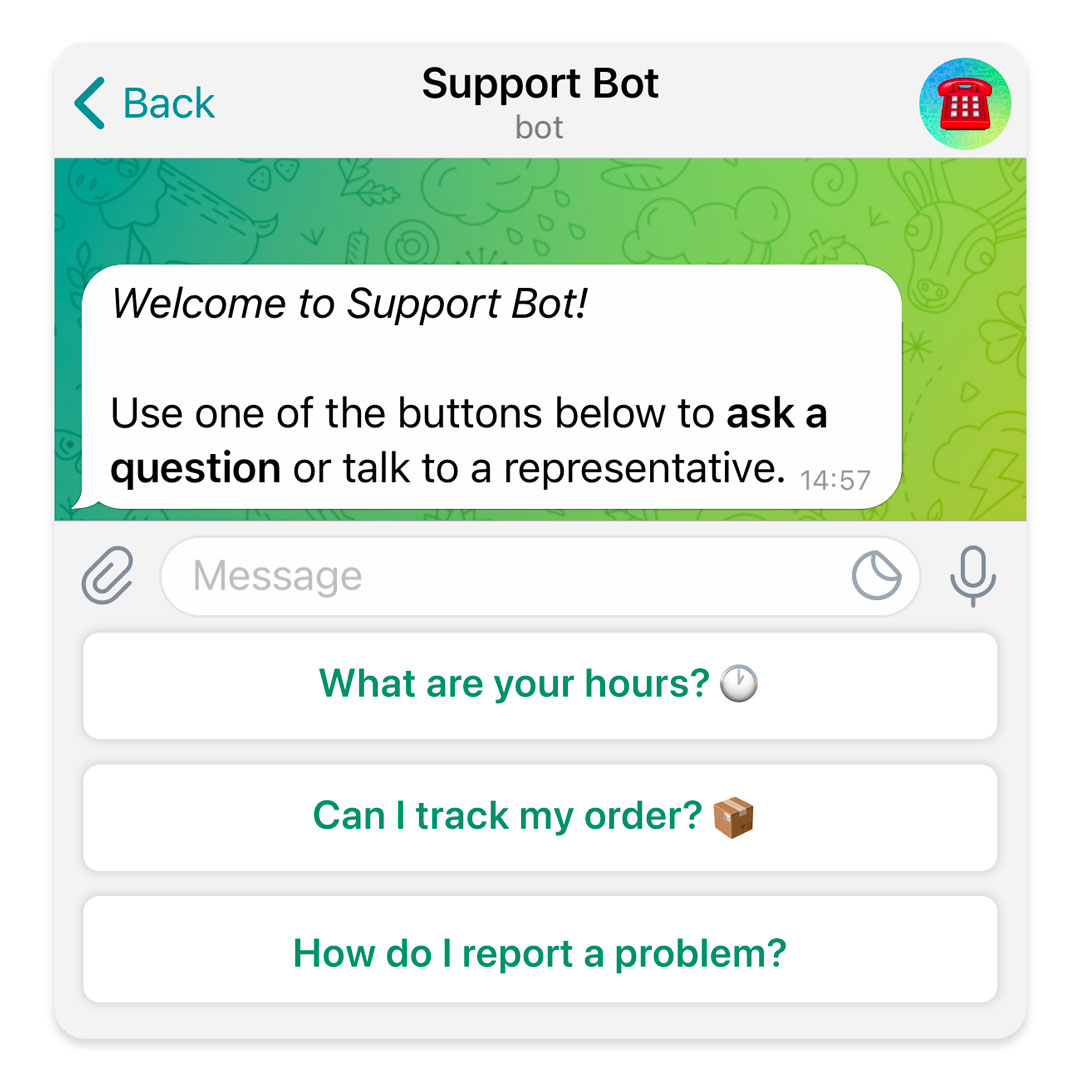 Back
Support Bot
bot
Welcome to Support Bot!
Use one of the buttons below to ask a
question or talk to a representative. 14:57
Message
What are your hours? 🕐
Can I track my order? 📦
How do I report a problem?